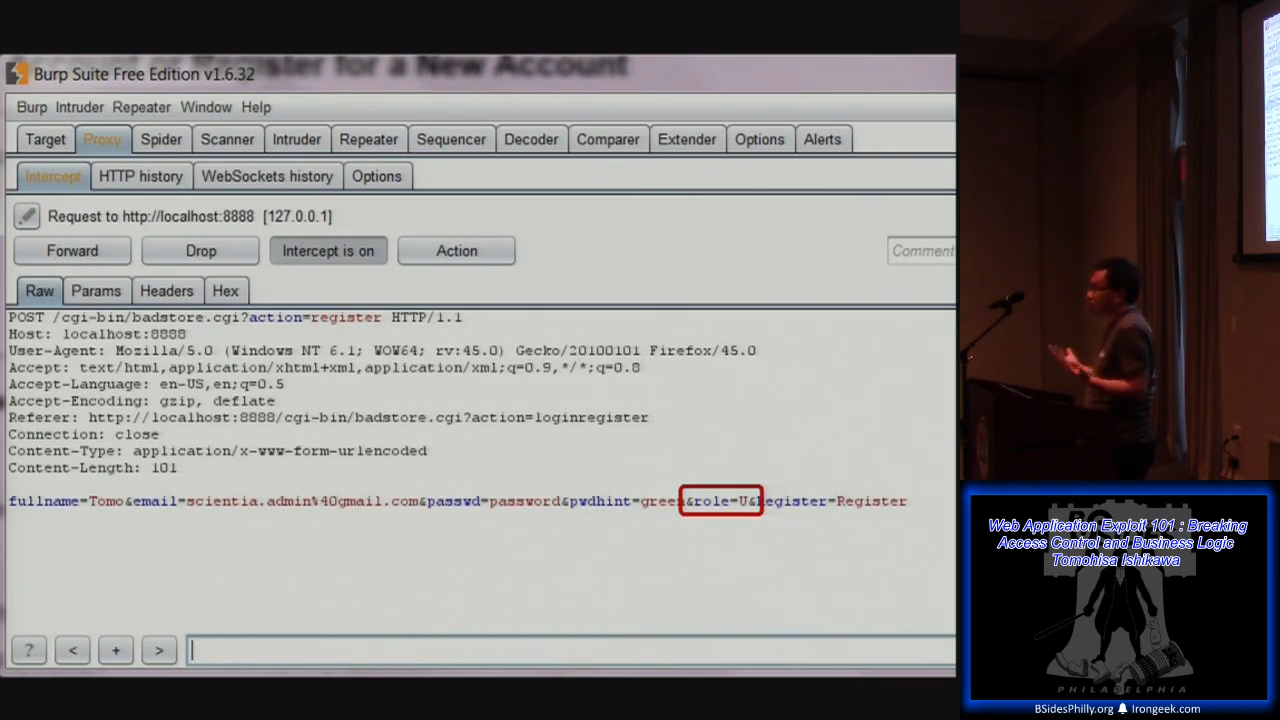 Register for a New Account
Burp Suite Free Edition v1.6.32
Burp Intruder Repeater Window Help
Target Proxy Spider Scanner Intruder Repeater Sequencer Decoder Comparer Extender Options Alerts
Intercept HTTP history WebSockets history Options
Request to http://localhost:8888 [127.0.0.1]
Forward Drop Intercept is on Action Comment
Raw Params Headers Hex
POST /cgi-bin/badstore.cgi?action=register HTTP/1.1
Host: localhost:8888
User-Agent: Mozilla/5.0 (Windows NT 6.1; WOW64; rv:45.0) Gecko/20100101 Firefox/45.0
Accept: text/html,application/xhtml+xml,application/xml;q=0.9,*/*;q=0.8
Accept-Language: en-US,en;q=0.5
Accept-Encoding: gzip, deflate
Referer: http://localhost:8888/cgi-bin/badstore.cgi?action=loginregister
Connection: close
Content-Type: application/x-www-form-urlencoded
Content-Length: 101
fullname=Tomo&email=scientia.admin%40gmail.com&passwd=password&pwdhint=green&role=U&Register=Register
? < + >
Web Application Exploit 101 : Breaking
Access Control and Business Logic
Tomohisa Ishikawa
PHILADELPHIA
BSidesPhilly.org Irongeek.com